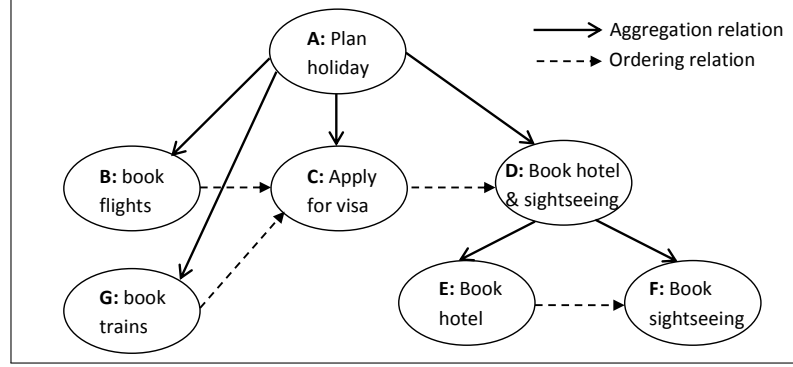 A: Plan
holiday
Aggregation relation
Ordering relation
B: book
flights
C: Apply
for visa
D: Book hotel
& sightseeing
G: book
trains
E: Book
hotel
F: Book
sightseeing